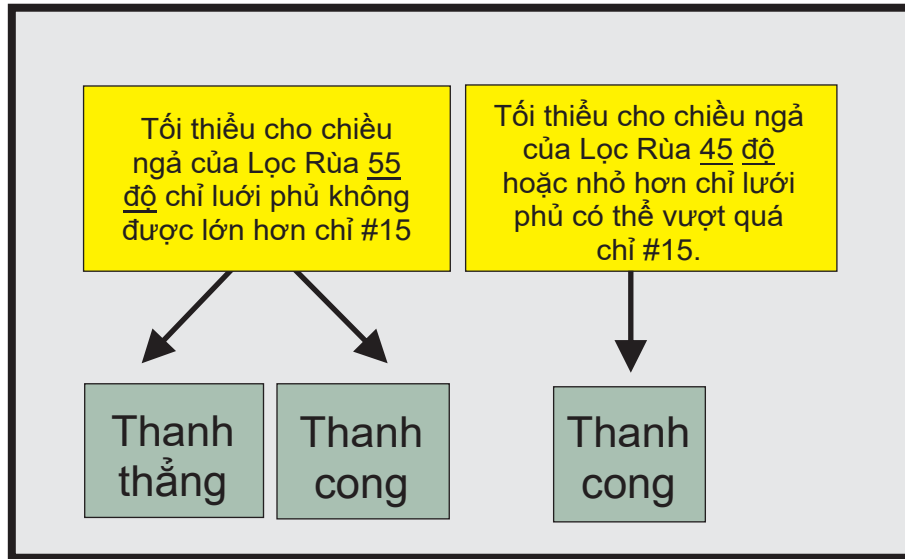 Tối thiểu cho chiều
ngả của Lọc Rùa 55
độ chỉ luới phủ không
được lớn hơn chỉ #15
Tối thiểu cho chiều ngả
của Lọc Rùa 45 độ
hoặc nhỏ hơn chỉ lưới
phủ có thể vượt quá
chỉ #15.
Thanh
thẳng
Thanh
cong
Thanh
cong